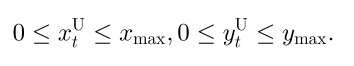 0 ≤ x_t^U ≤ x_max, 0 ≤ y_t^U ≤ y_max.